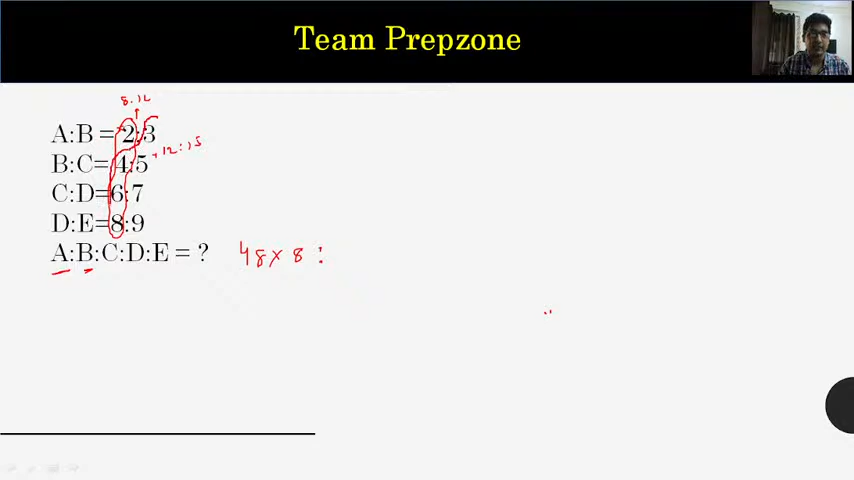 Team Prepzone
8:12
A:B = 2:3
12:15
B:C= 4:5
C:D=6:7
D:E=8:9
A:B:C:D:E = ?
48 x 8 :